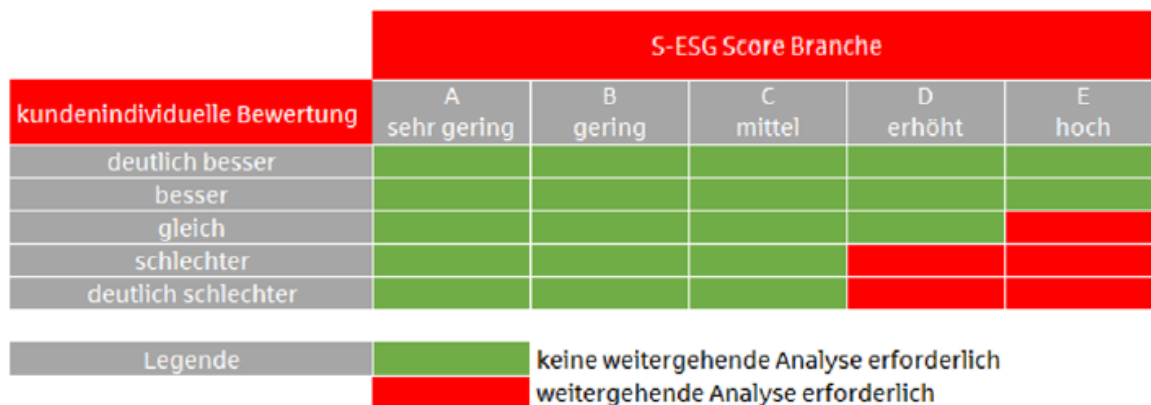 S-ESG Score Branche
kundenindividuelle Bewertung
A
sehr gering
B
gering
C
mittel
D
erhöht
E
hoch
deutlich besser
besser
gleich
schlechter
deutlich schlechter
Legende
keine weitergehende Analyse erforderlich
weitergehende Analyse erforderlich